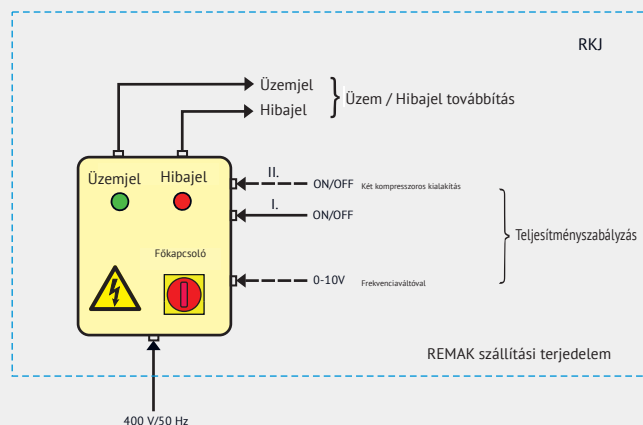 RKJ
Üzemjel
Hibajel
Üzem / Hibajel továbbítás
Üzemjel Hibajel
II.
ON/OFF Két kompresszoros kialakítás
I.
ON/OFF
Teljesítményszabályzás
Főkapcsoló
0-10V Frekvenciaváltóval
REMAK szállítási terjedelem
400 V/50 Hz